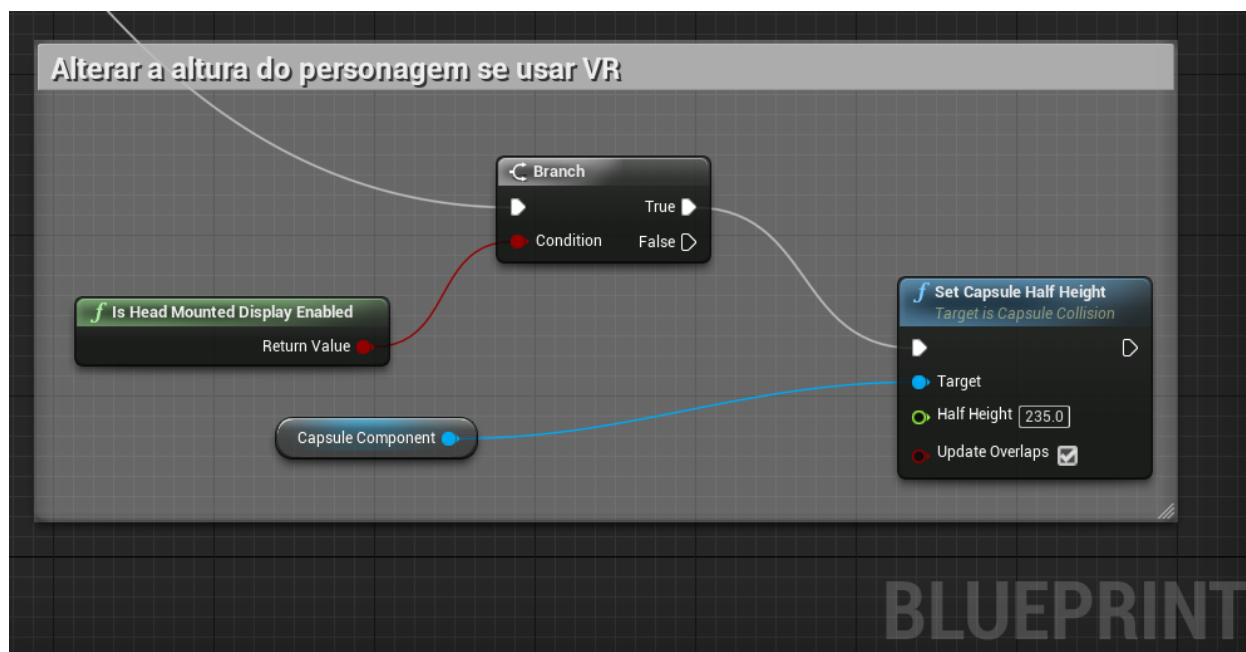 Alterar a altura do personagem se usar VR
Branch
True
Condition
False
f Is Head Mounted Display Enabled
Return Value
Capsule Component
f Set Capsule Half Height
Target is Capsule Collision
Target
Half Height 235.0
Update Overlaps
BLUEPRINT